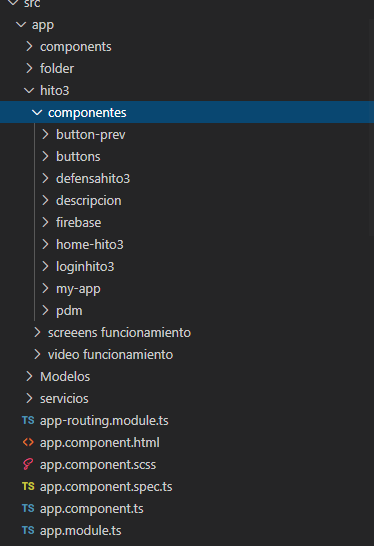 src
app
components
folder
hito3
componentes
button-prev
buttons
defensahito3
descripcion
firebase
home-hito3
loginhito3
my-app
pdm
screeens funcionamiento
video funcionamiento
Modelos
servicios
TS app-routing.module.ts
<> app.component.html
app.component.scss
TS app.component.spec.ts
TS app.component.ts
TS app.module.ts